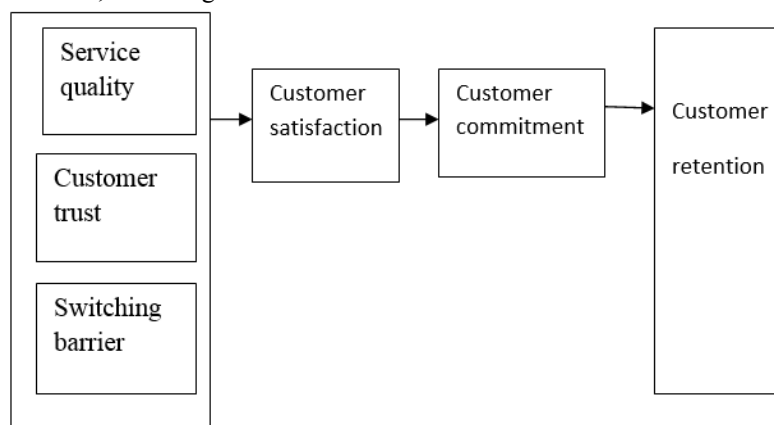 Service
quality
Customer
trust
Switching
barrier
Customer
satisfaction
Customer
commitment
Customer
retention